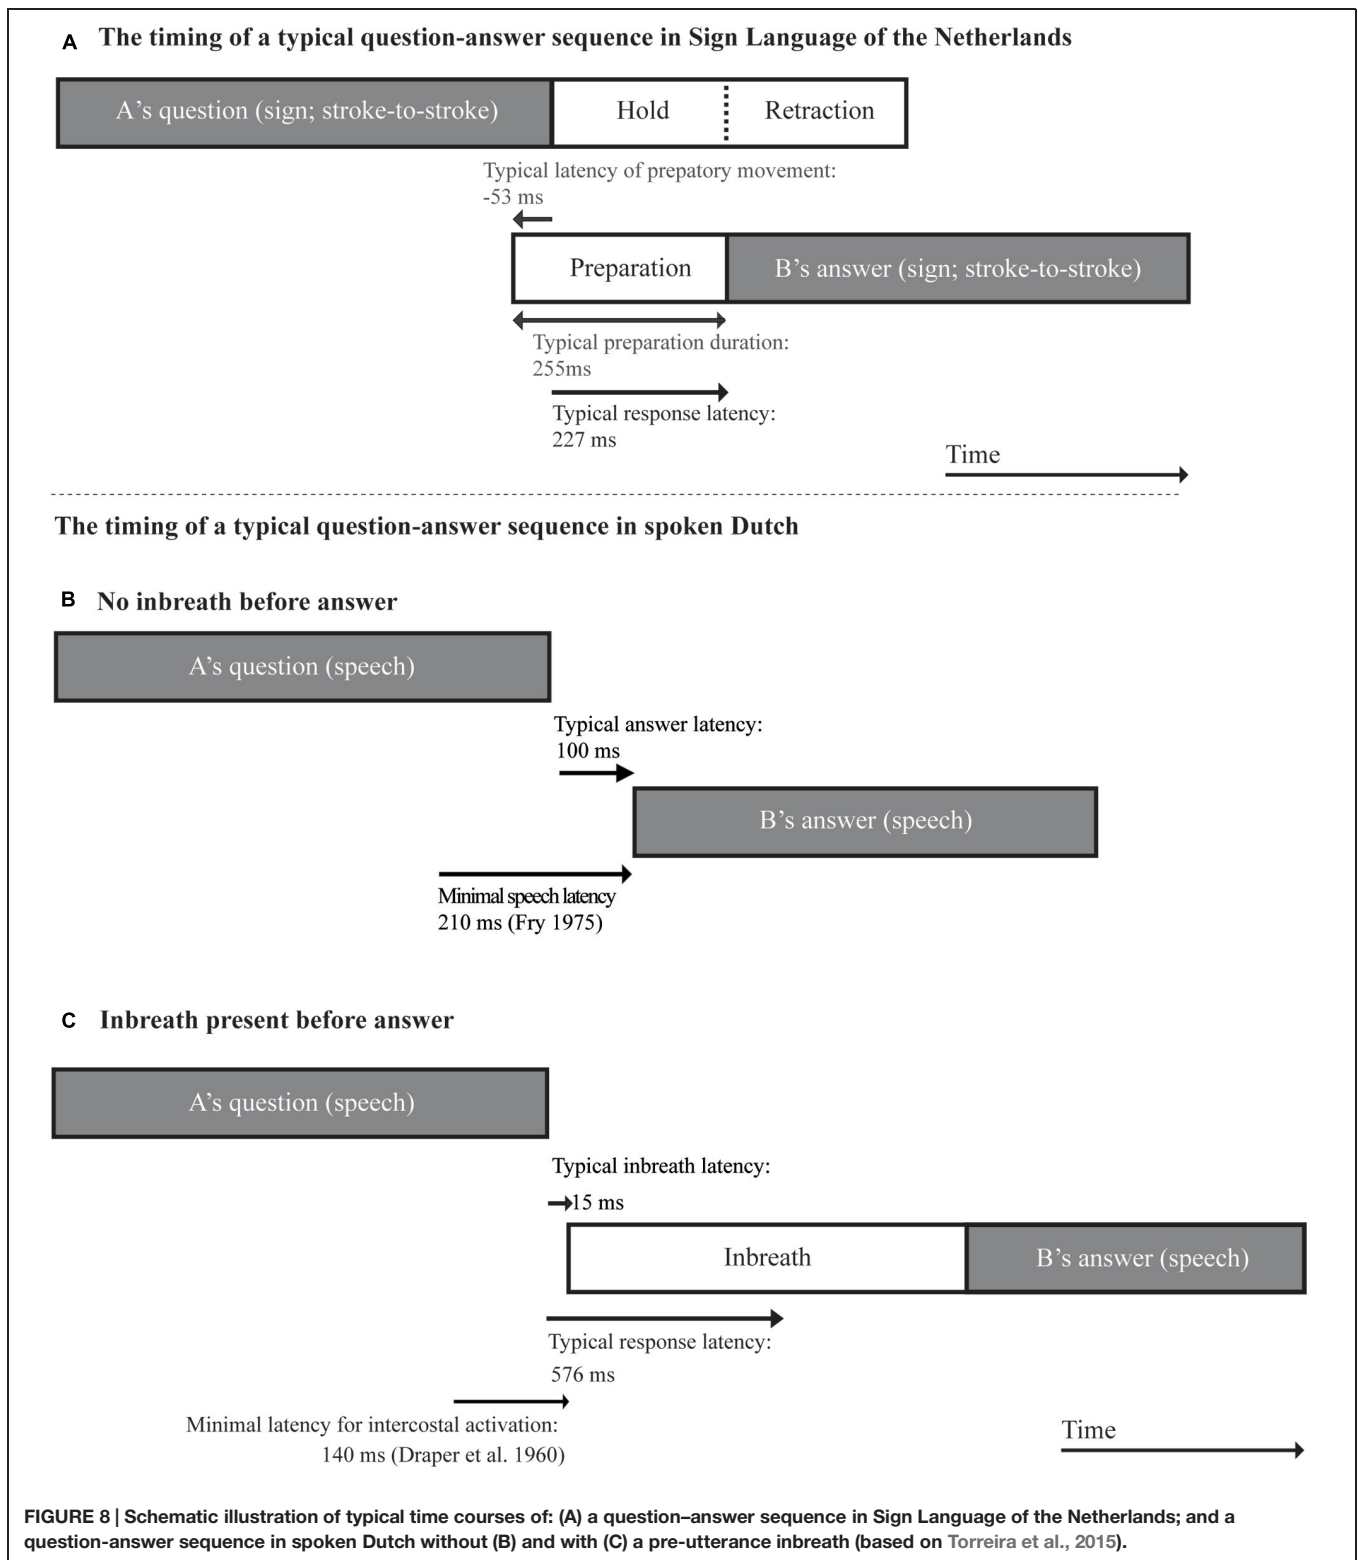 A The timing of a typical question-answer sequence in Sign Language of the Netherlands
A's question (sign; stroke-to-stroke) Hold Retraction
Typical latency of prepatory movement:
-53 ms
Preparation B's answer (sign; stroke-to-stroke)
Typical preparation duration:
255ms
Typical response latency:
227 ms
Time
The timing of a typical question-answer sequence in spoken Dutch
B No inbreath before answer
A's question (speech)
Typical answer latency:
100 ms
B's answer (speech)
Minimal speech latency
210 ms (Fry 1975)
C Inbreath present before answer
A's question (speech)
Typical inbreath latency:
15 ms
Inbreath B's answer (speech)
Typical response latency:
576 ms
Minimal latency for intercostal activation:
140 ms (Draper et al. 1960)
Time
FIGURE 8 | Schematic illustration of typical time courses of: (A) a question–answer sequence in Sign Language of the Netherlands; and a
question-answer sequence in spoken Dutch without (B) and with (C) a pre-utterance inbreath (based on Torreira et al., 2015).